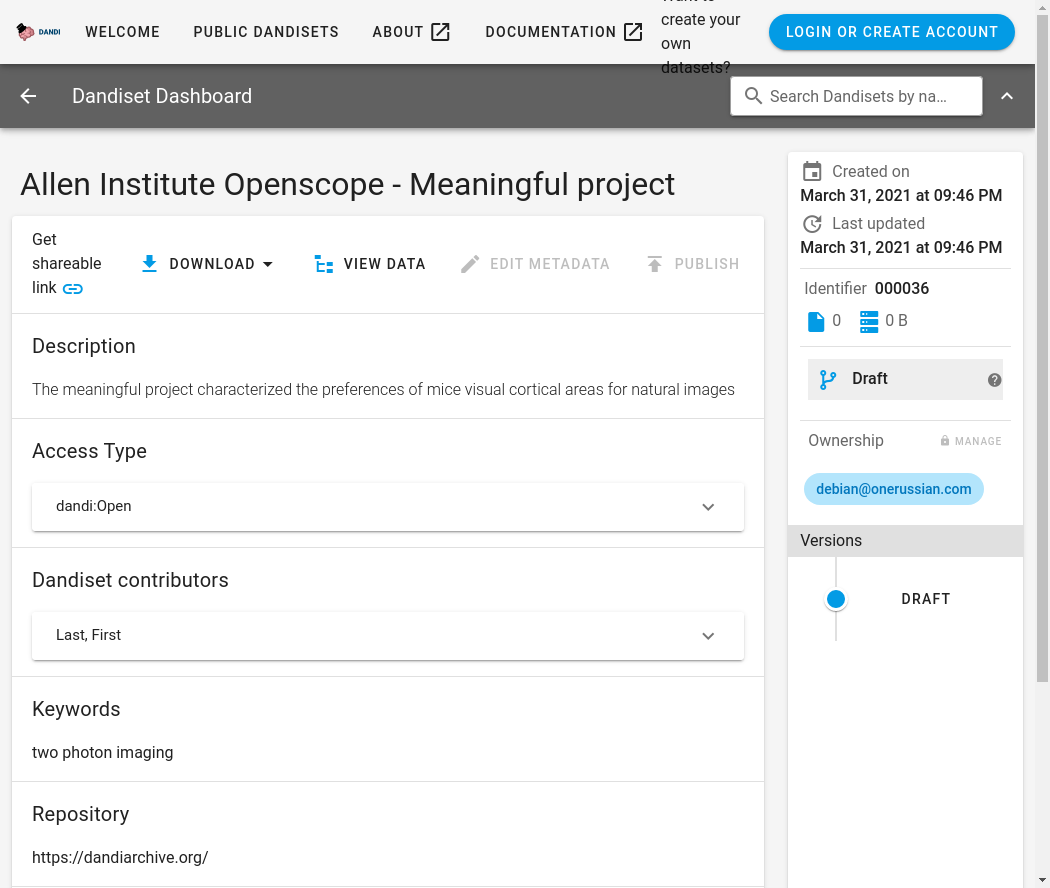 DANDI
WELCOME
PUBLIC DANDISETS
ABOUT
DOCUMENTATION
create your
own
datasets?
LOGIN OR CREATE ACCOUNT
Dandiset Dashboard
Search Dandisets by na…
Allen Institute Openscope - Meaningful project
Get
shareable
link
DOWNLOAD
VIEW DATA
EDIT METADATA
PUBLISH
Description
The meaningful project characterized the preferences of mice visual cortical areas for natural images
Access Type
dandi:Open
Dandiset contributors
Last, First
Keywords
two photon imaging
Repository
https://dandiarchive.org/
Created on
March 31, 2021 at 09:46 PM
Last updated
March 31, 2021 at 09:46 PM
Identifier 000036
0
0 B
Draft
Ownership
MANAGE
debian@onerussian.com
Versions
DRAFT